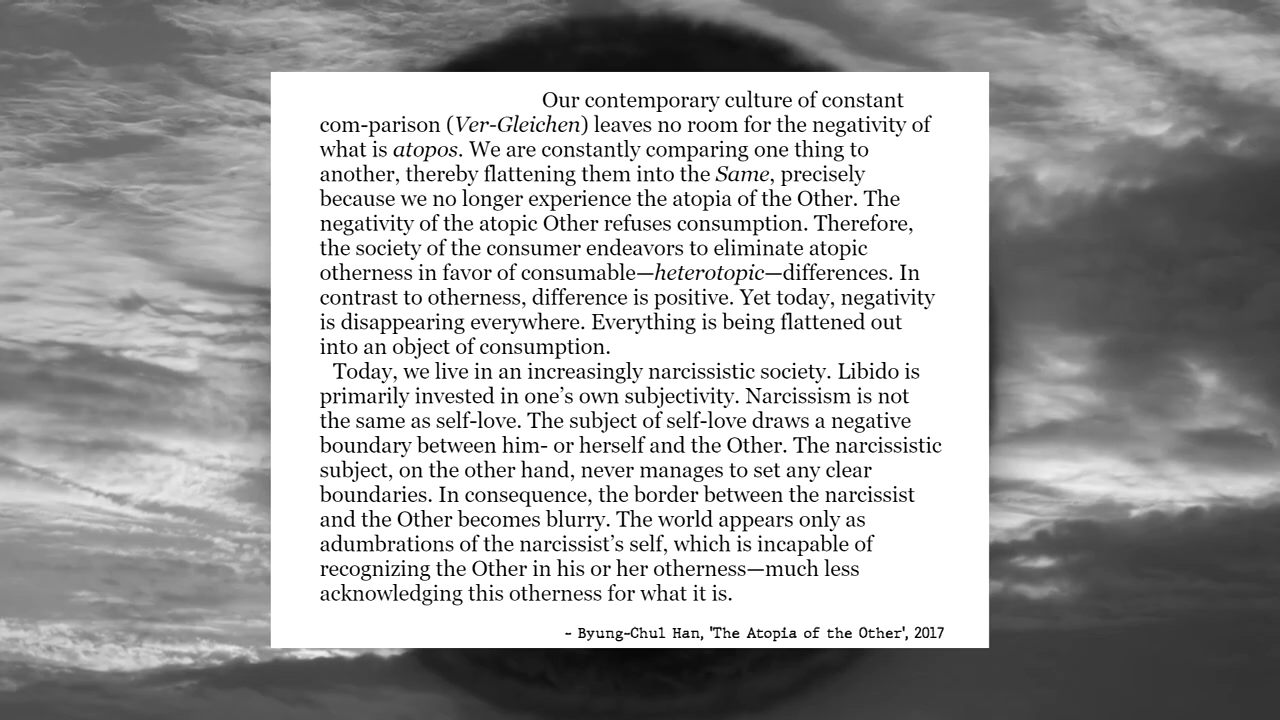 Our contemporary culture of constant
com-parison (Ver-Gleichen) leaves no room for the negativity of
what is atopos. We are constantly comparing one thing to
another, thereby flattening them into the Same, precisely
because we no longer experience the atopia of the Other. The
negativity of the atopic Other refuses consumption. Therefore,
the society of the consumer endeavors to eliminate atopic
otherness in favor of consumable—heterotopic—differences. In
contrast to otherness, difference is positive. Yet today, negativity
is disappearing everywhere. Everything is being flattened out
into an object of consumption.
Today, we live in an increasingly narcissistic society. Libido is
primarily invested in one’s own subjectivity. Narcissism is not
the same as self-love. The subject of self-love draws a negative
boundary between him- or herself and the Other. The narcissistic
subject, on the other hand, never manages to set any clear
boundaries. In consequence, the border between the narcissist
and the Other becomes blurry. The world appears only as
adumbrations of the narcissist’s self, which is incapable of
recognizing the Other in his or her otherness—much less
acknowledging this otherness for what it is.
- Byung-Chul Han, 'The Atopia of the Other', 2017